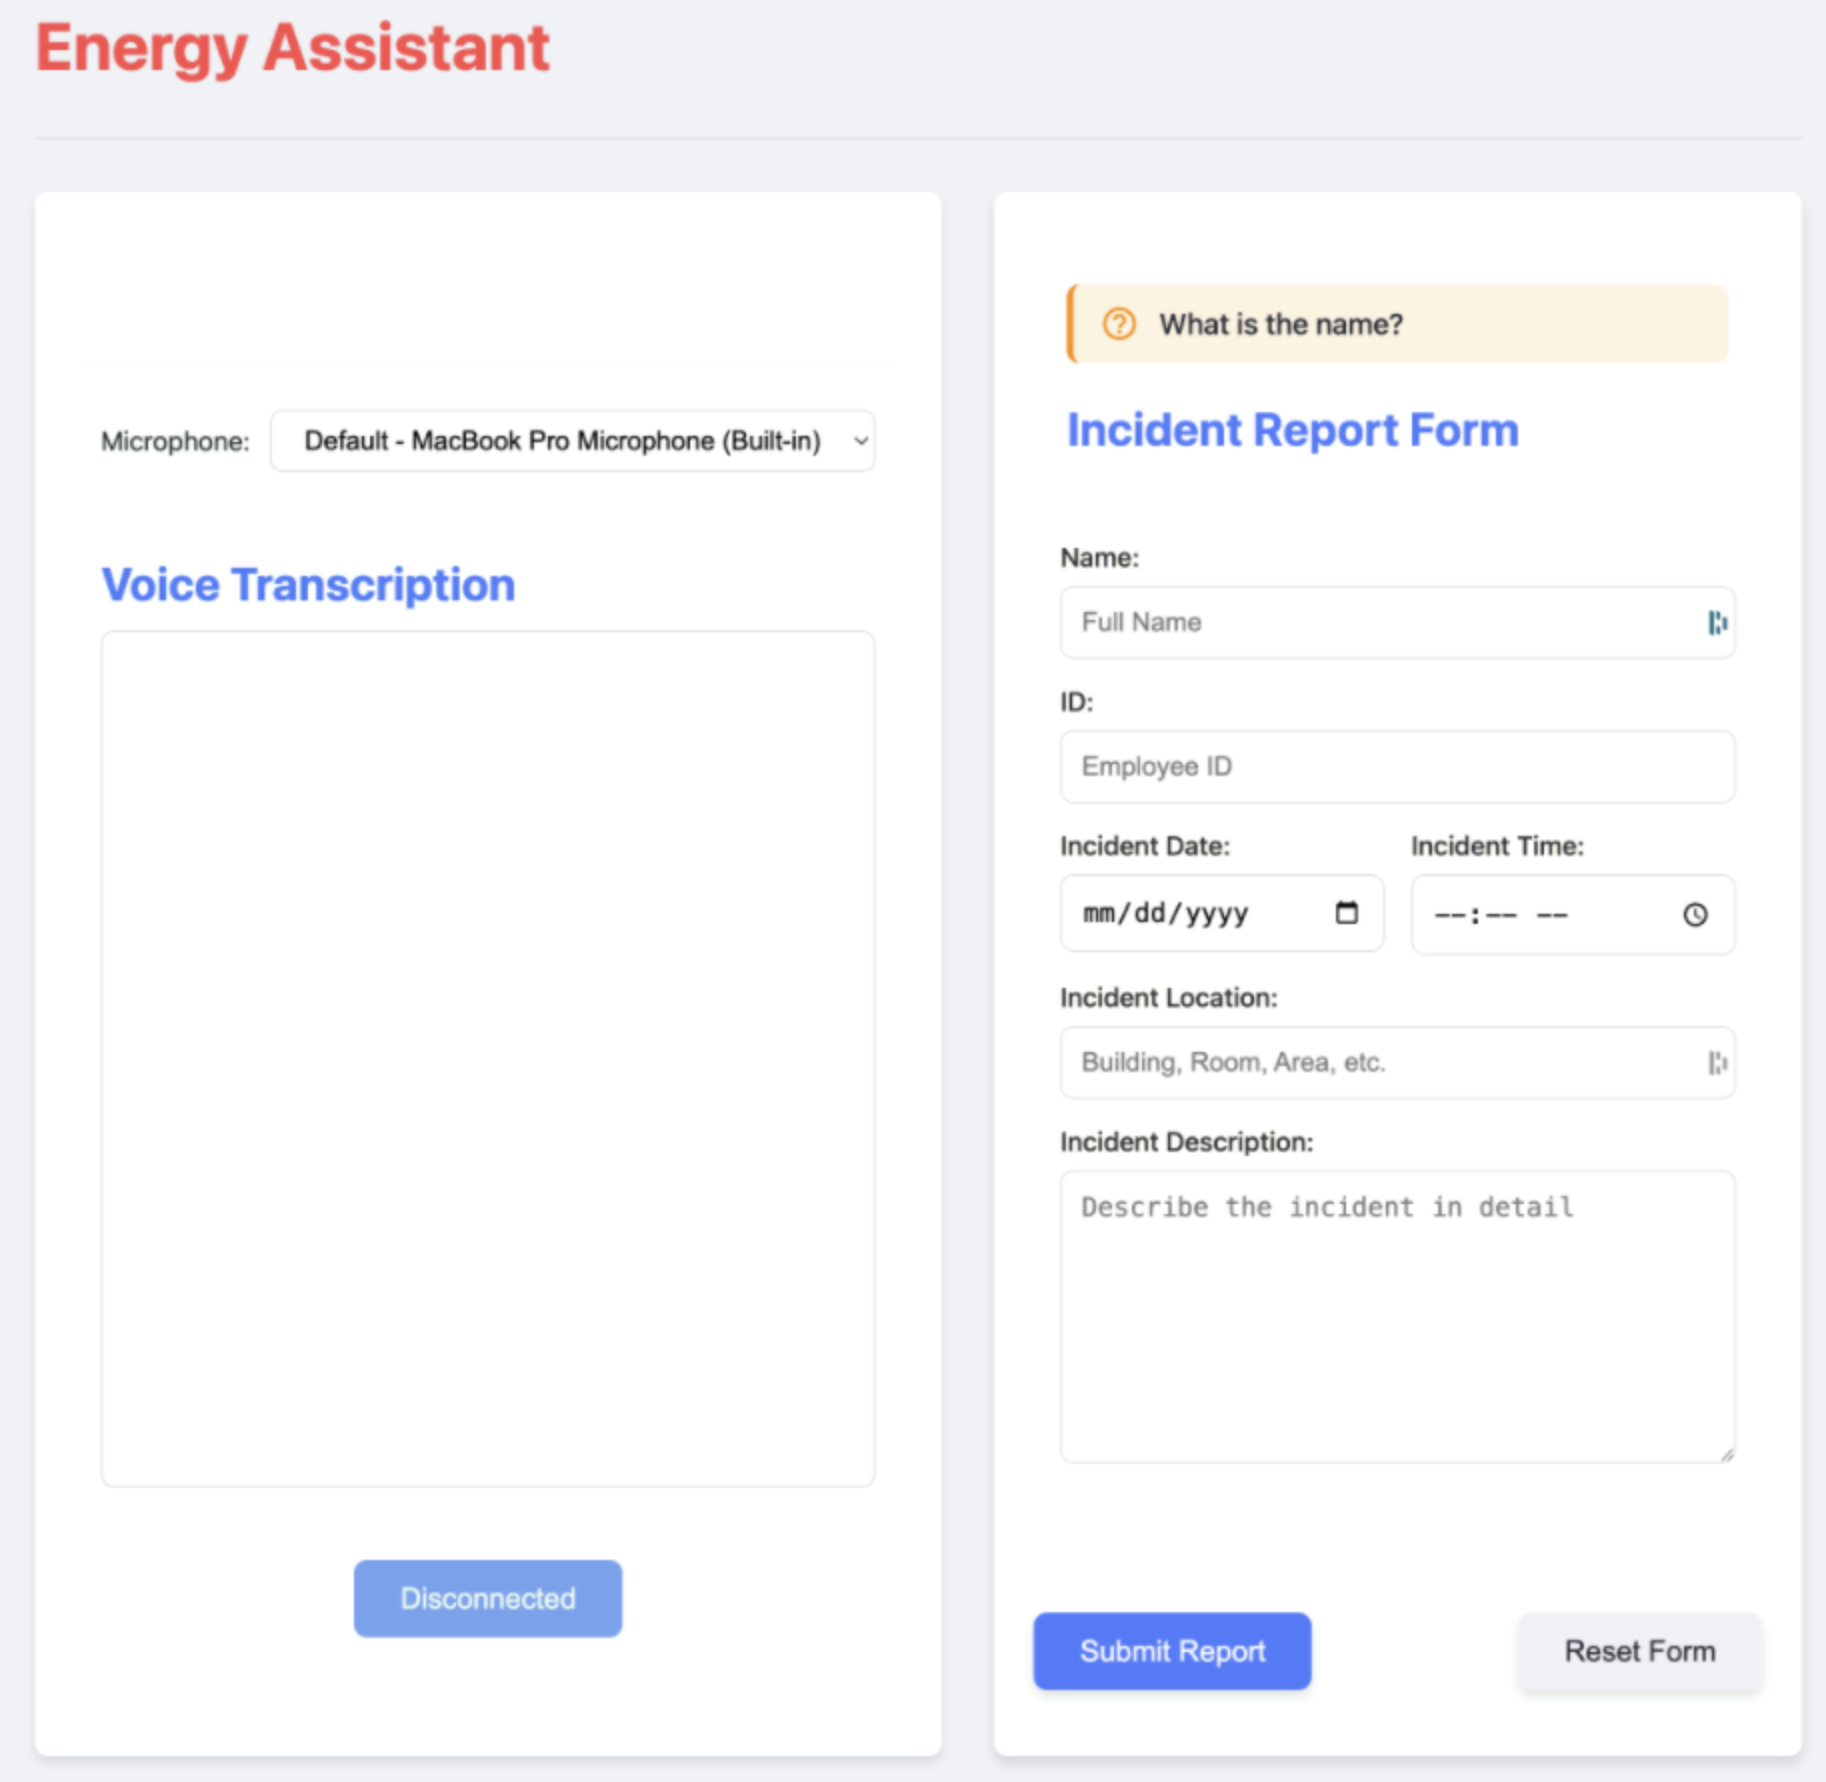 Energy Assistant
Microphone: Default - MacBook Pro Microphone (Built-in)
Voice Transcription
Disconnected
What is the name?
Incident Report Form
Name:
Full Name
ID:
Employee ID
Incident Date: Incident Time:
mm/dd/yyyy --:-- --
Incident Location:
Building, Room, Area, etc.
Incident Description:
Describe the incident in detail
Submit Report Reset Form